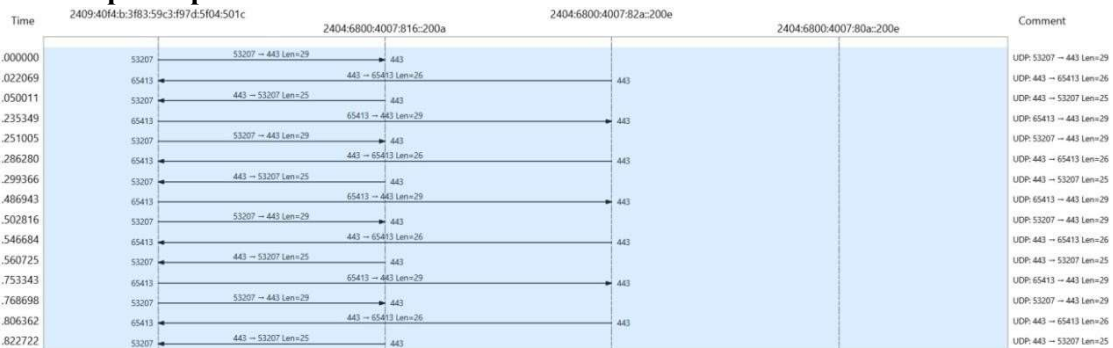 Time 2409:40f4:b:3f83:59c3:f97d:5f04:501c 2404:6800:4007:816::200a 2404:6800:4007:82a::200e 2404:6800:4007:80a::200e Comment
.000000 53207 53207 → 443 Len=29 443 UDP: 53207 → 443 Len=29
.022069 65413 443 → 65413 Len=26 443 UDP: 443 → 65413 Len=26
.050011 53207 443 → 53207 Len=25 443 UDP: 443 → 53207 Len=25
.235349 65413 65413 → 443 Len=29 443 UDP: 65413 → 443 Len=29
.251005 53207 53207 → 443 Len=29 443 UDP: 53207 → 443 Len=29
.286280 65413 443 → 65413 Len=26 443 UDP: 443 → 65413 Len=26
.299366 53207 443 → 53207 Len=25 443 UDP: 443 → 53207 Len=25
.486943 65413 65413 → 443 Len=29 443 UDP: 65413 → 443 Len=29
.502816 53207 53207 → 443 Len=29 443 UDP: 53207 → 443 Len=29
.546684 65413 443 → 65413 Len=26 443 UDP: 443 → 65413 Len=26
.560725 53207 443 → 53207 Len=25 443 UDP: 443 → 53207 Len=25
.753343 65413 65413 → 443 Len=29 443 UDP: 65413 → 443 Len=29
.768698 53207 53207 → 443 Len=29 443 UDP: 53207 → 443 Len=29
.806362 65413 443 → 65413 Len=26 443 UDP: 443 → 65413 Len=26
.822722 53207 443 → 53207 Len=25 443 UDP: 443 → 53207 Len=25